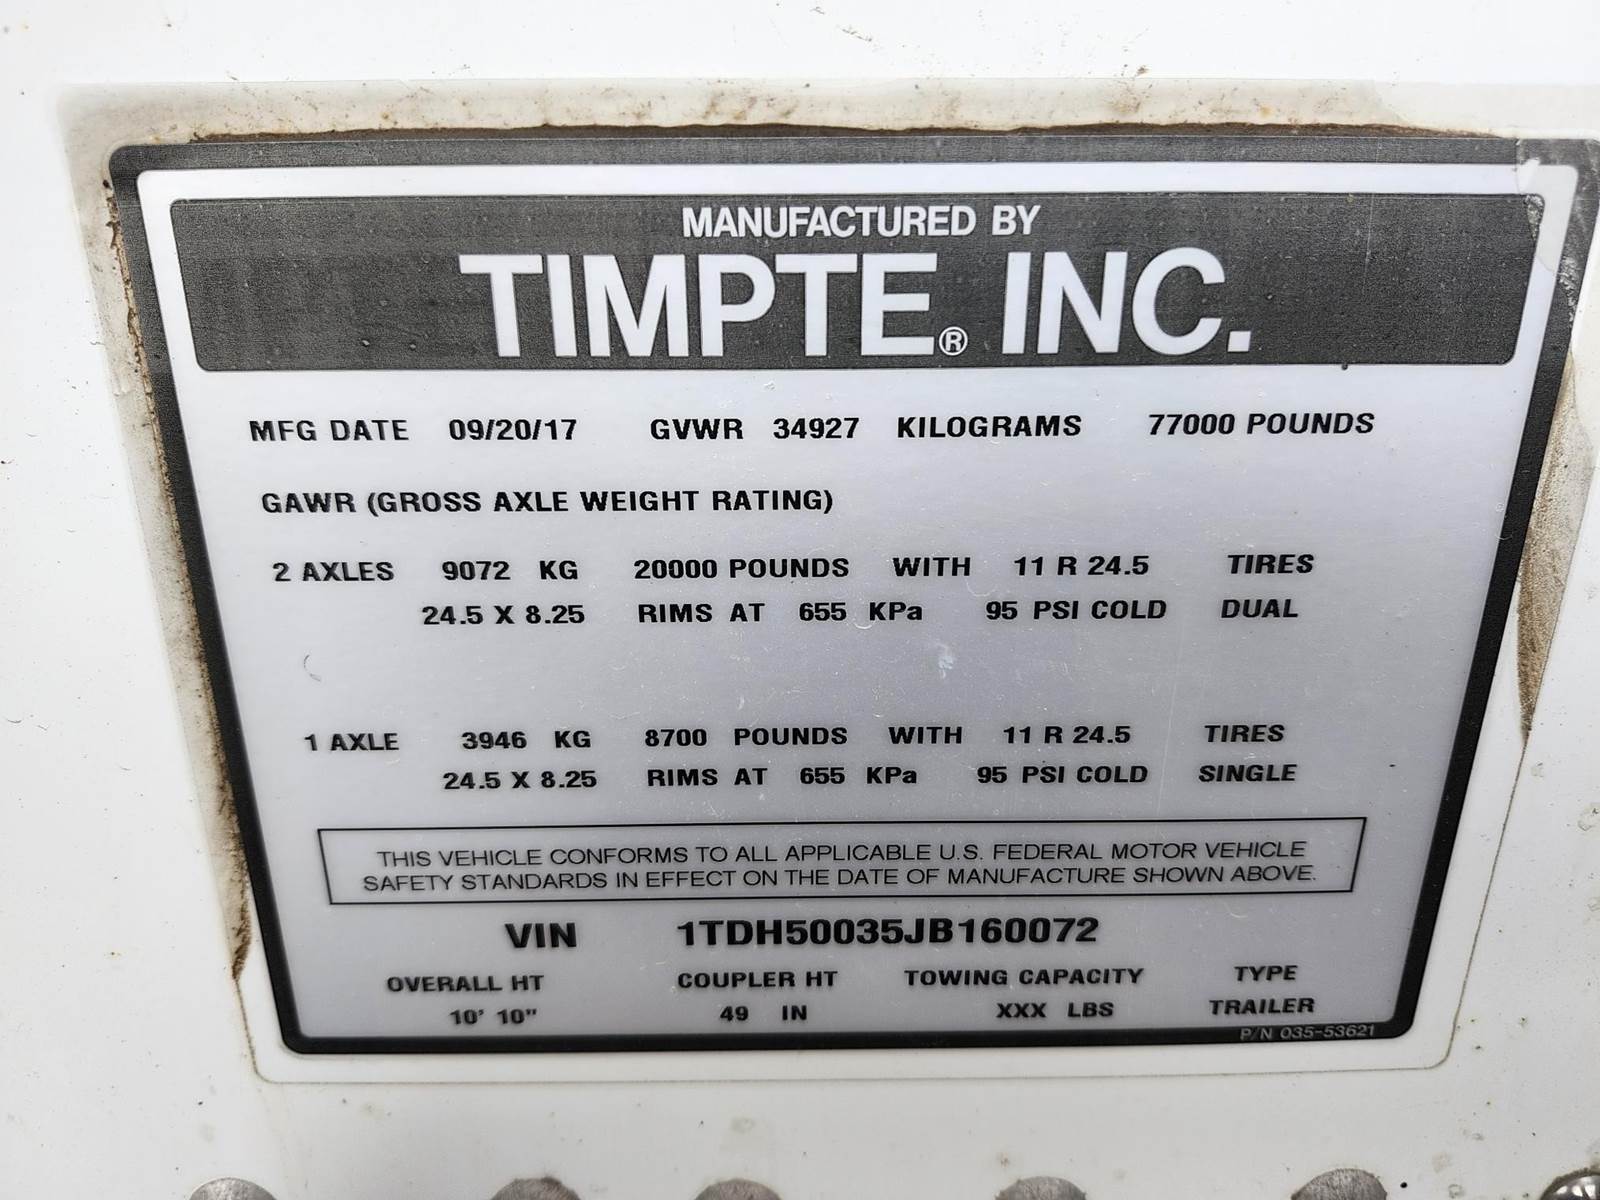 MANUFACTURED BY
TIMPTE® INC.
MFG DATE 09/20/17 GVWR 34927 KILOGRAMS 77000 POUNDS
GAWR (GROSS AXLE WEIGHT RATING)
2 AXLES 9072 KG 20000 POUNDS WITH 11 R 24.5 TIRES
24.5 X 8.25 RIMS AT 655 KPa 95 PSI COLD DUAL
1 AXLE 3946 KG 8700 POUNDS WITH 11 R 24.5 TIRES
24.5 X 8.25 RIMS AT 655 KPa 95 PSI COLD SINGLE
THIS VEHICLE CONFORMS TO ALL APPLICABLE U.S. FEDERAL MOTOR VEHICLE
SAFETY STANDARDS IN EFFECT ON THE DATE OF MANUFACTURE SHOWN ABOVE.
VIN 1TDH50035JB160072
OVERALL HT COUPLER HT TOWING CAPACITY TYPE
10' 10" 49 IN XXX LBS TRAILER
P/N 035-53621